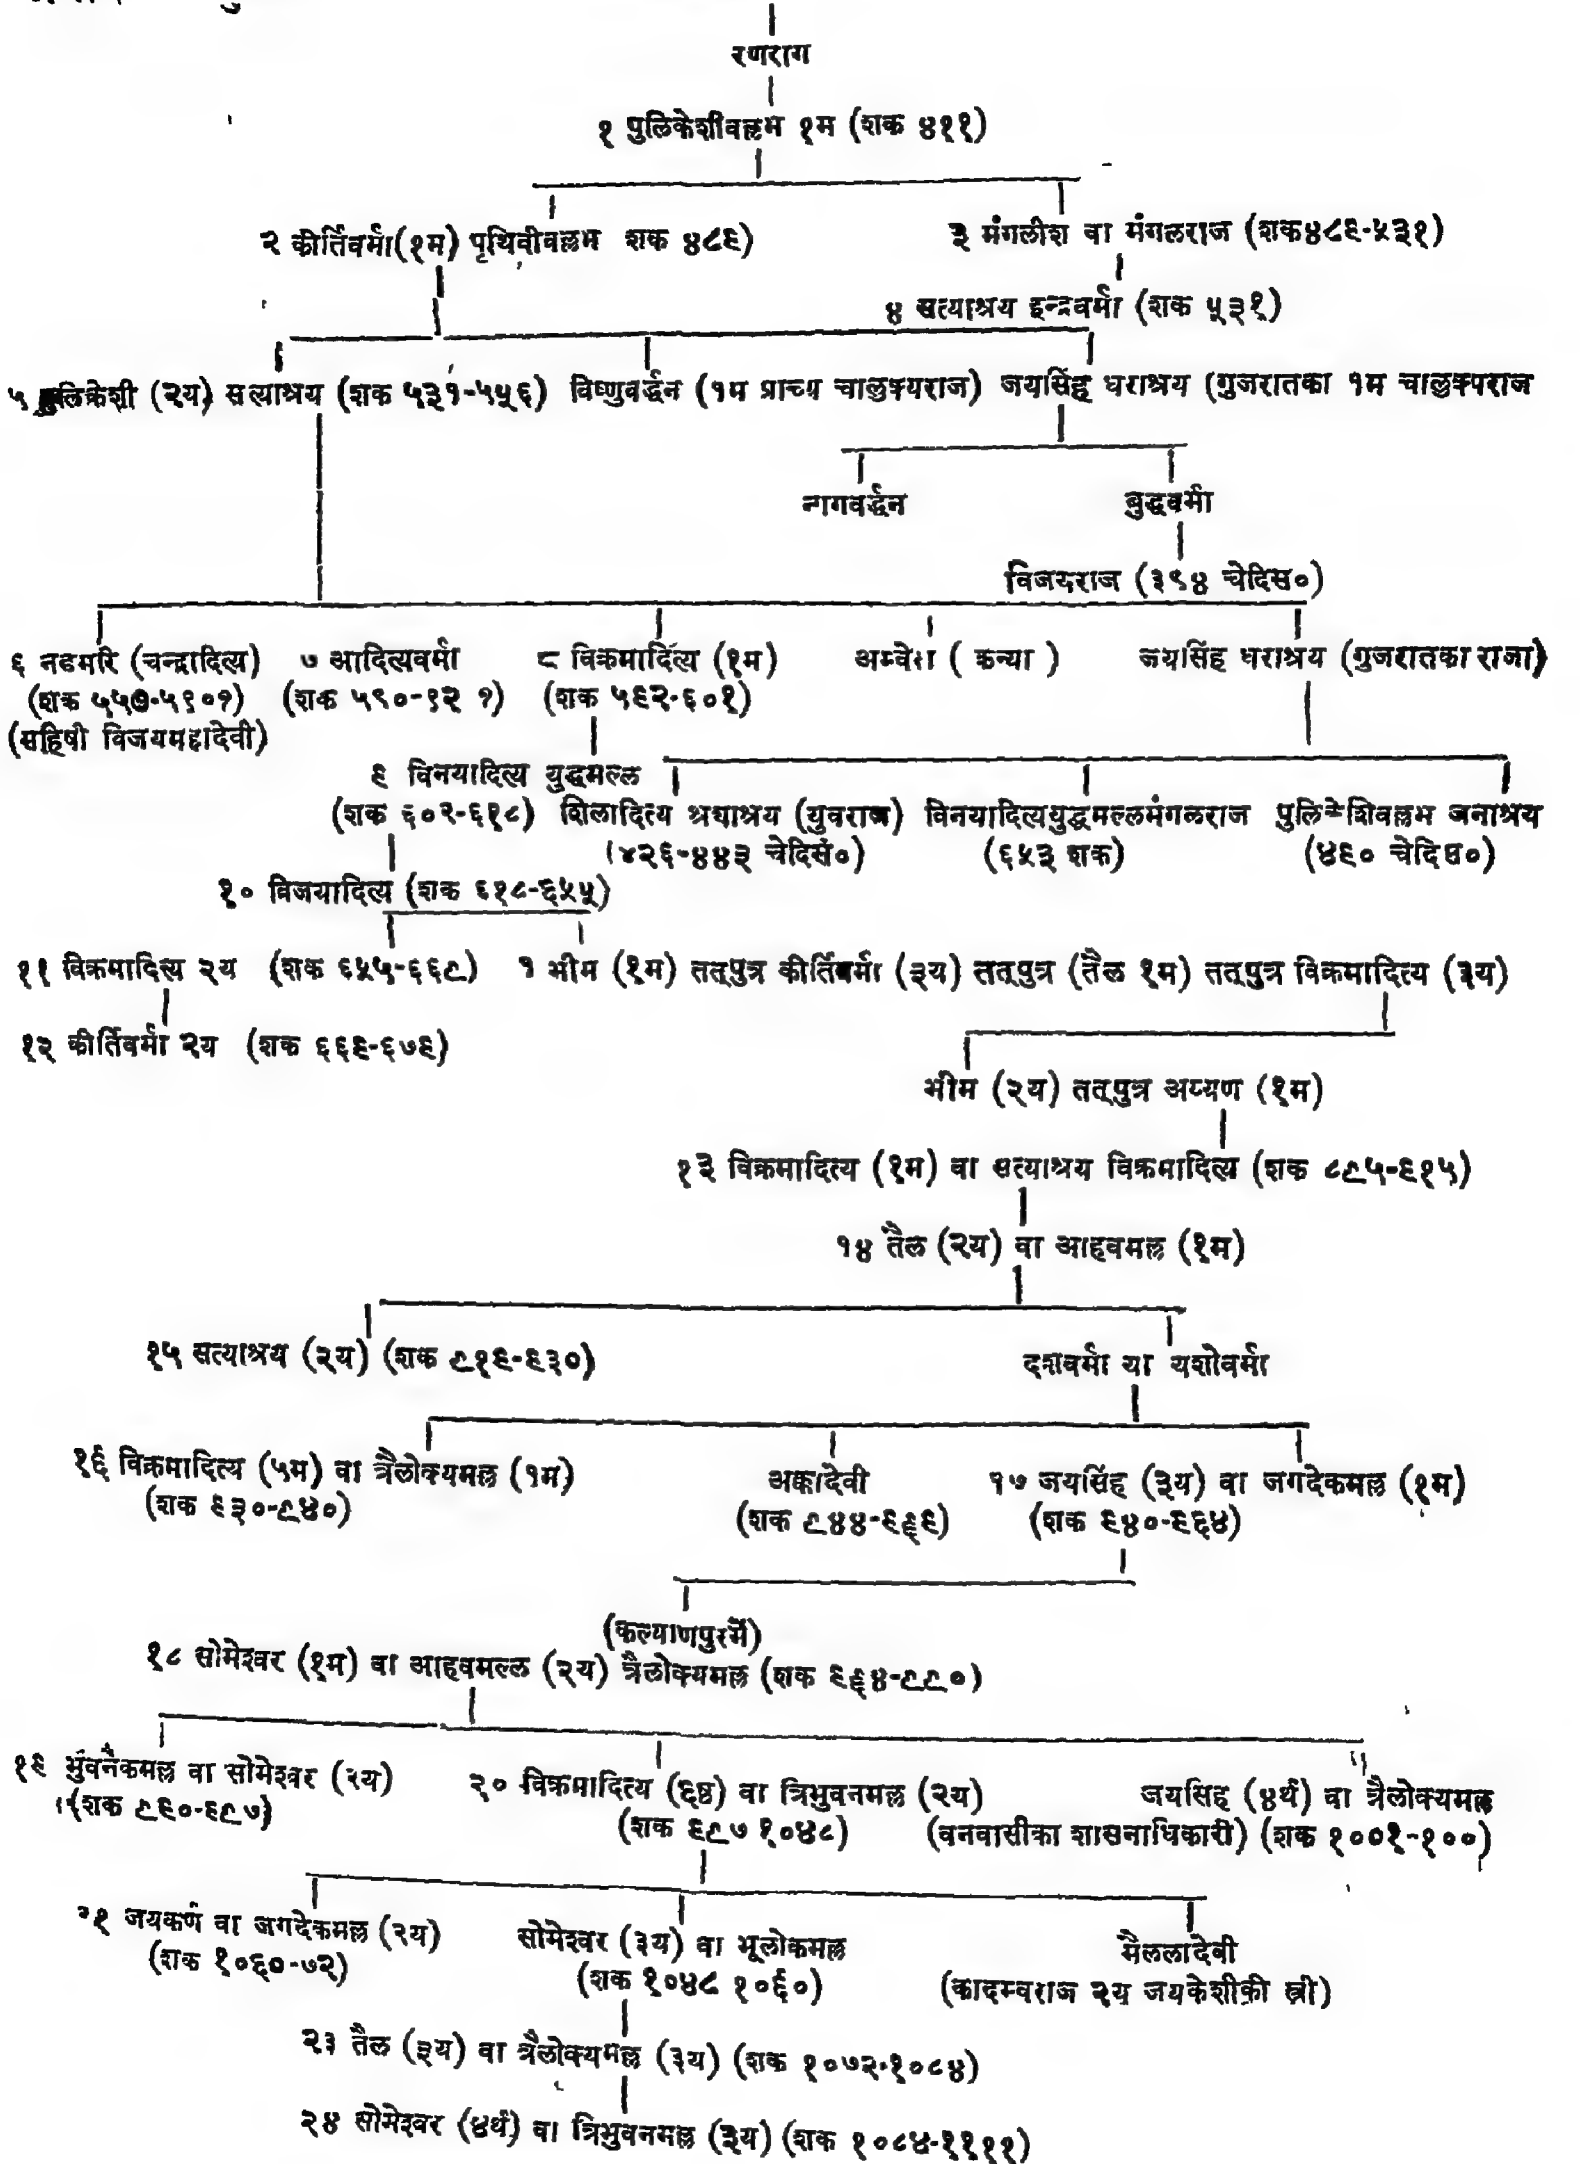 रणराग
१ पुलिकेशीवल्लभ १म (शक ४११)
२ कीर्तिवर्मा(१म) पृथिवीवल्लभ शक ४८९)
३ मंगलीश वा मंगलराज (शक४८९-५३१)
४ सत्याश्रय इन्द्रवर्मा (शक ५३१)
५ पुलिकेशी (२य) सत्याश्रय (शक ५३१-५५६) विष्णुवर्द्धन (१म प्राच्य चालुक्यराज) जयसिंह धराश्रय (गुजरातका १म चालुक्यराज
नागवर्द्धन बुद्धवर्मा
विजयराज (३९४ चेदिस०)
६ नडमरि (चन्द्रादित्य) ७ आदित्यवर्मा ८ विक्रमादित्य (१म) अम्बेरा ( कन्या ) जयसिंह धराश्रय (गुजरातका राजा)
(शक ५५७-५९०?) (शक ५९०-९२ ?) (शक ५९२-६०१)
(महिषी विजयमहादेवी)
९ विनयादित्य युद्धमल्ल
(शक ६०२-६१८) शिलादित्य श्रयाश्रय (युवराज) विनयादित्ययुद्धमल्लमंगलराज पुलिकेशिवल्लभ जनाश्रय
(४२६-४४३ चेदिसं०) (६५३ शक) (४९० चेदिस०)
१० विजयादित्य (शक ६१८-६५५)
११ विक्रमादित्य २य (शक ६५५-६६९) १ भीम (१म) तत्पुत्र कीर्तिवर्मा (३य) तत्पुत्र (तैल १म) तत्पुत्र विक्रमादित्य (३य)
१२ कीर्तिवर्मा २य (शक ६६९-६७९)
भीम (२य) तत्पुत्र अय्यण (१म)
१३ विक्रमादित्य (१म) वा सत्याश्रय विक्रमादित्य (शक ८९५-९१५)
१४ तैल (२य) वा आहवमल्ल (१म)
१५ सत्याश्रय (२य) (शक ९१९-९३०) दशवर्मा या यशोवर्मा
१६ विक्रमादित्य (५म) वा त्रैलोक्यमल्ल (१म) अक्कादेवी १७ जयसिंह (३य) वा जगदेकमल्ल (१म)
(शक ९३०-९४०) (शक ९४४-९६९) (शक ९४०-९६४)
(कल्याणपुरमें)
१८ सोमेश्वर (१म) वा आहवमल्ल (२य) त्रैलोक्यमल्ल (शक ९६४-९९०)
१९ भुवनैकमल्ल वा सोमेश्वर (२य) २० विक्रमादित्य (६ष्ठ) वा त्रिभुवनमल्ल (२य) जयसिह (४र्थ) वा त्रैलोक्यमल्ल
(शक ९९०-९९७) (शक ९९७ १०४८) (वनवासीका शासनाधिकारी) (शक १००१-१००)
२१ जयकर्ण वा जगदेकमल्ल (२य) सोमेश्वर (३य) वा भूलोकमल्ल मैललादेवी
(शक १०६०-७२) (शक १०४८ १०६०) (कादम्वराज २य जयकेशीकी स्त्री)
२३ तैल (३य) वा त्रैलोक्यमल्ल (३य) (शक १०७२-१०८४)
२४ सोमेश्वर (४र्थ) वा त्रिभुवनमल्ल (३य) (शक १०८४-११११)